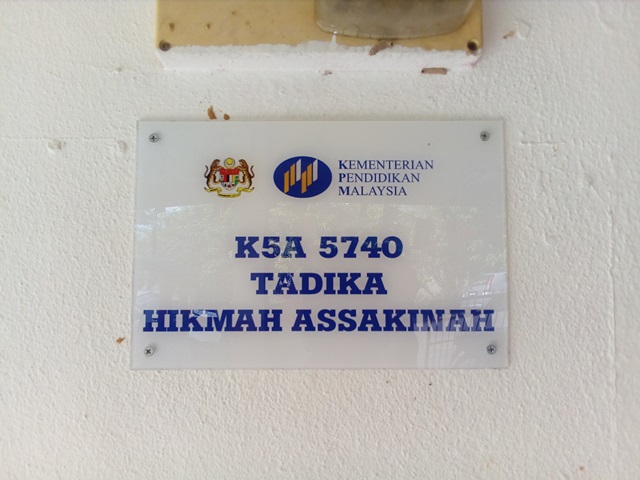 KEMENTERIAN
PENDIDIKAN
MALAYSIA
K5A 5740
TADIKA
HIKMAH ASSAKINAH